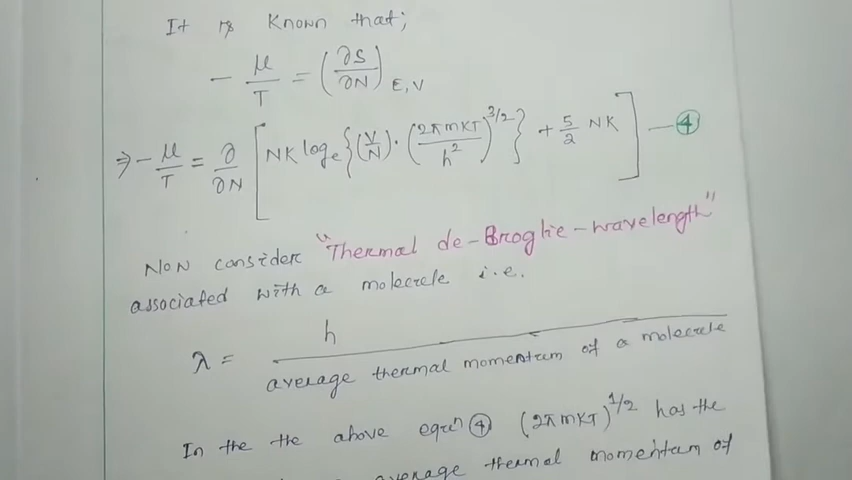 It is known that;
- μ/T = (∂S/∂N)E,V
⇒ - μ/T = ∂/∂N [NK logₑ{(V/N)·(2πmKT/h²)^3/2} + 5/2 NK] — ④
Now consider "Thermal de-Broglie-wavelength"
associated with a molecule i.e.
λ = h / average thermal momentum of a molecule
In the the above equⁿ ④ (2πmKT)^1/2 has the
average thermal momentum of